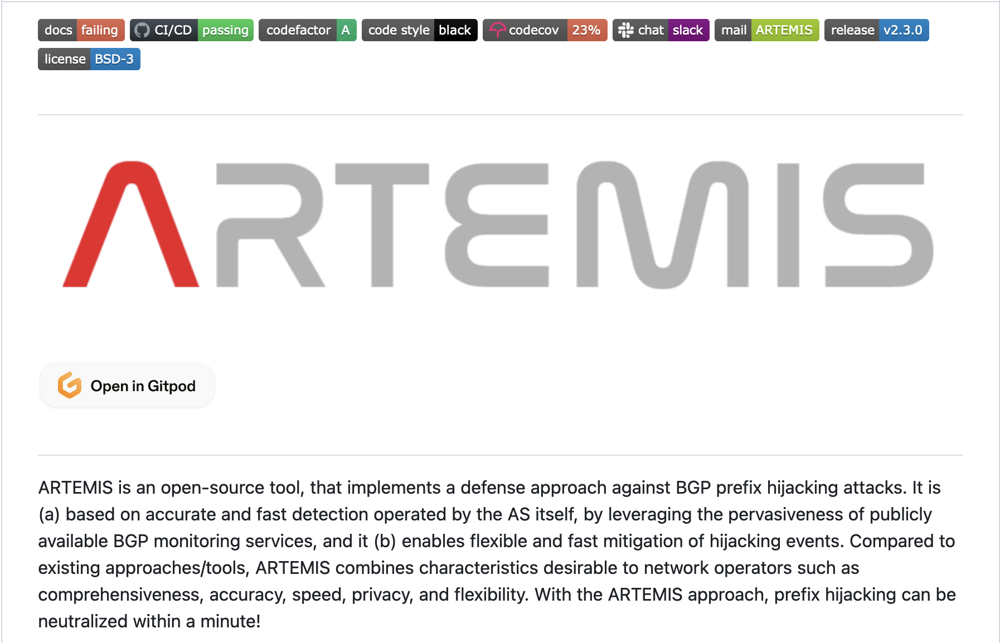 docs failing CI/CD passing codefactor A code style black codecov 23% chat slack mail ARTEMIS release v2.3.0
license BSD-3
ARTEMIS
Open in Gitpod
ARTEMIS is an open-source tool, that implements a defense approach against BGP prefix hijacking attacks. It is
(a) based on accurate and fast detection operated by the AS itself, by leveraging the pervasiveness of publicly
available BGP monitoring services, and it (b) enables flexible and fast mitigation of hijacking events. Compared to
existing approaches/tools, ARTEMIS combines characteristics desirable to network operators such as
comprehensiveness, accuracy, speed, privacy, and flexibility. With the ARTEMIS approach, prefix hijacking can be
neutralized within a minute!